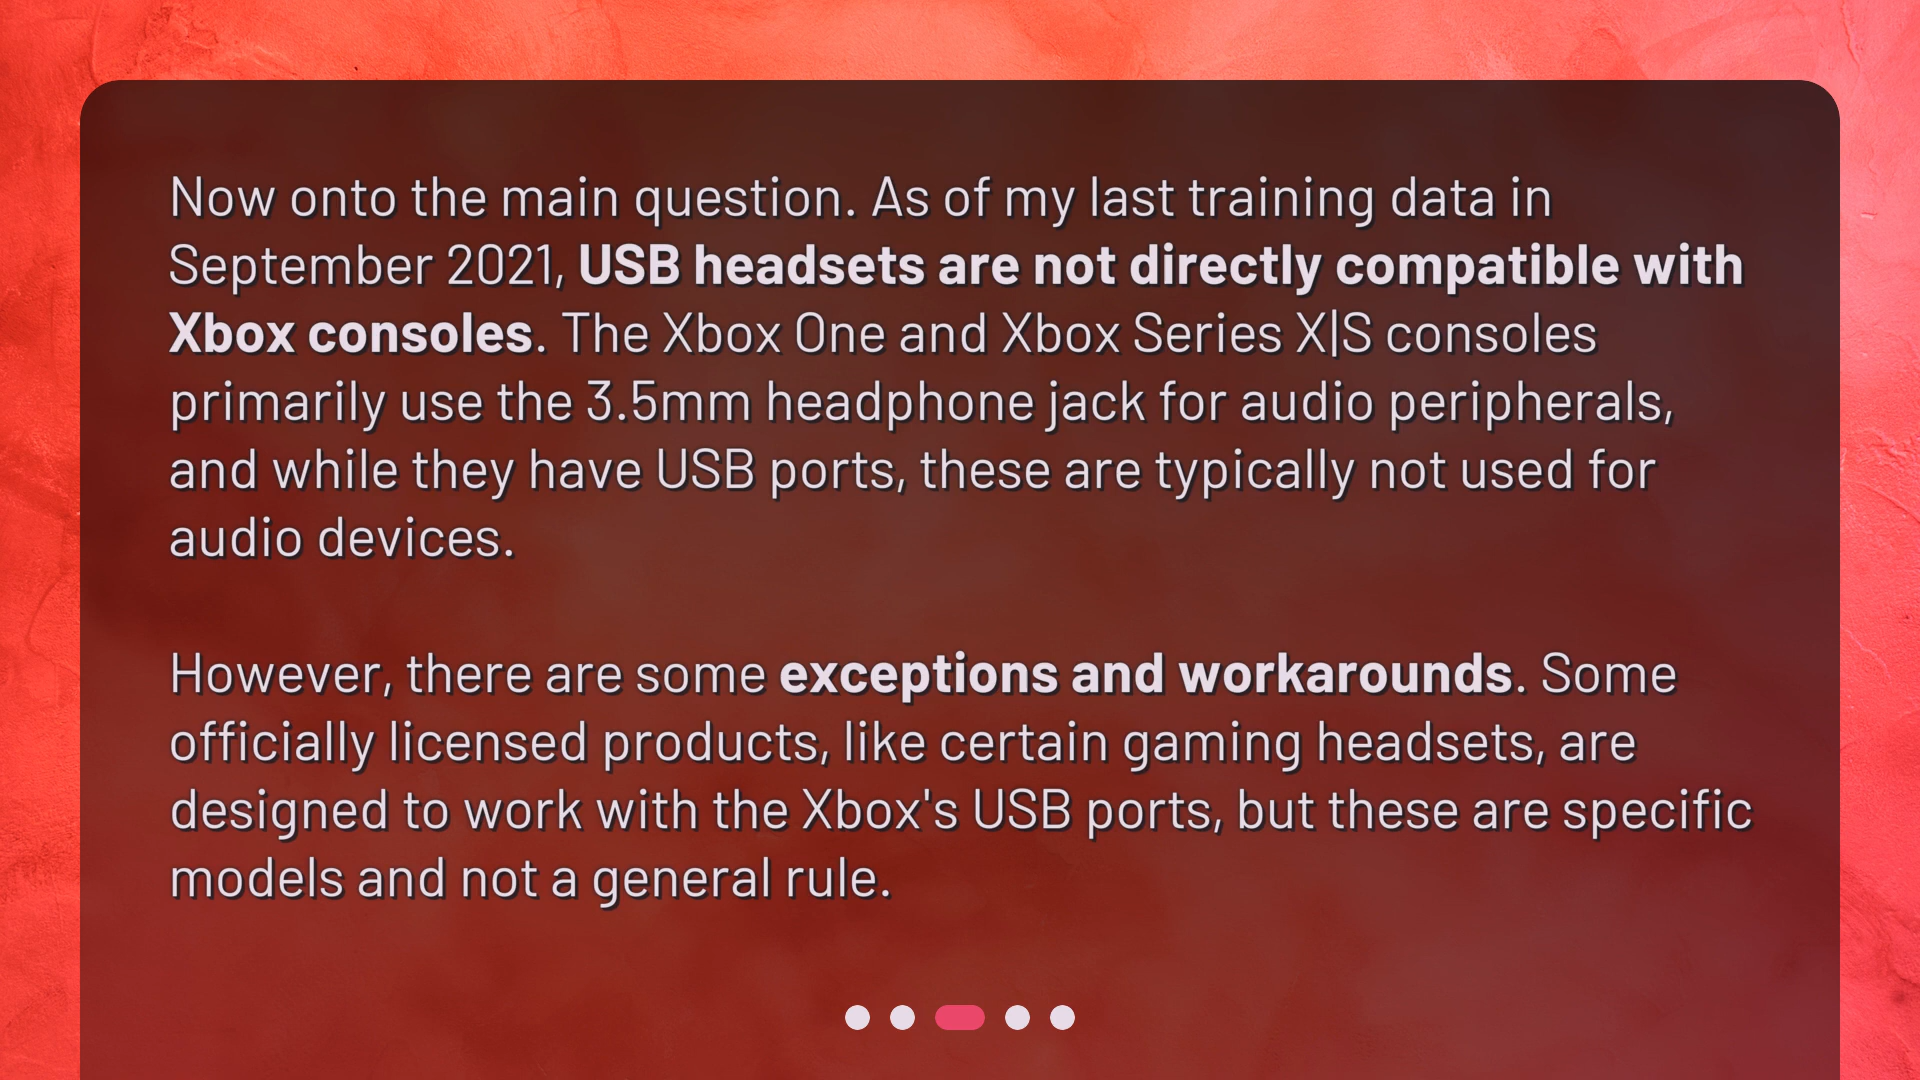 Now onto the main question. As of my last training data in
September 2021, USB headsets are not directly compatible with
Xbox consoles. The Xbox One and Xbox Series X|S consoles
primarily use the 3.5mm headphone jack for audio peripherals,
and while they have USB ports, these are typically not used for
audio devices.
However, there are some exceptions and workarounds. Some
officially licensed products, like certain gaming headsets, are
designed to work with the Xbox's USB ports, but these are specific
models and not a general rule.